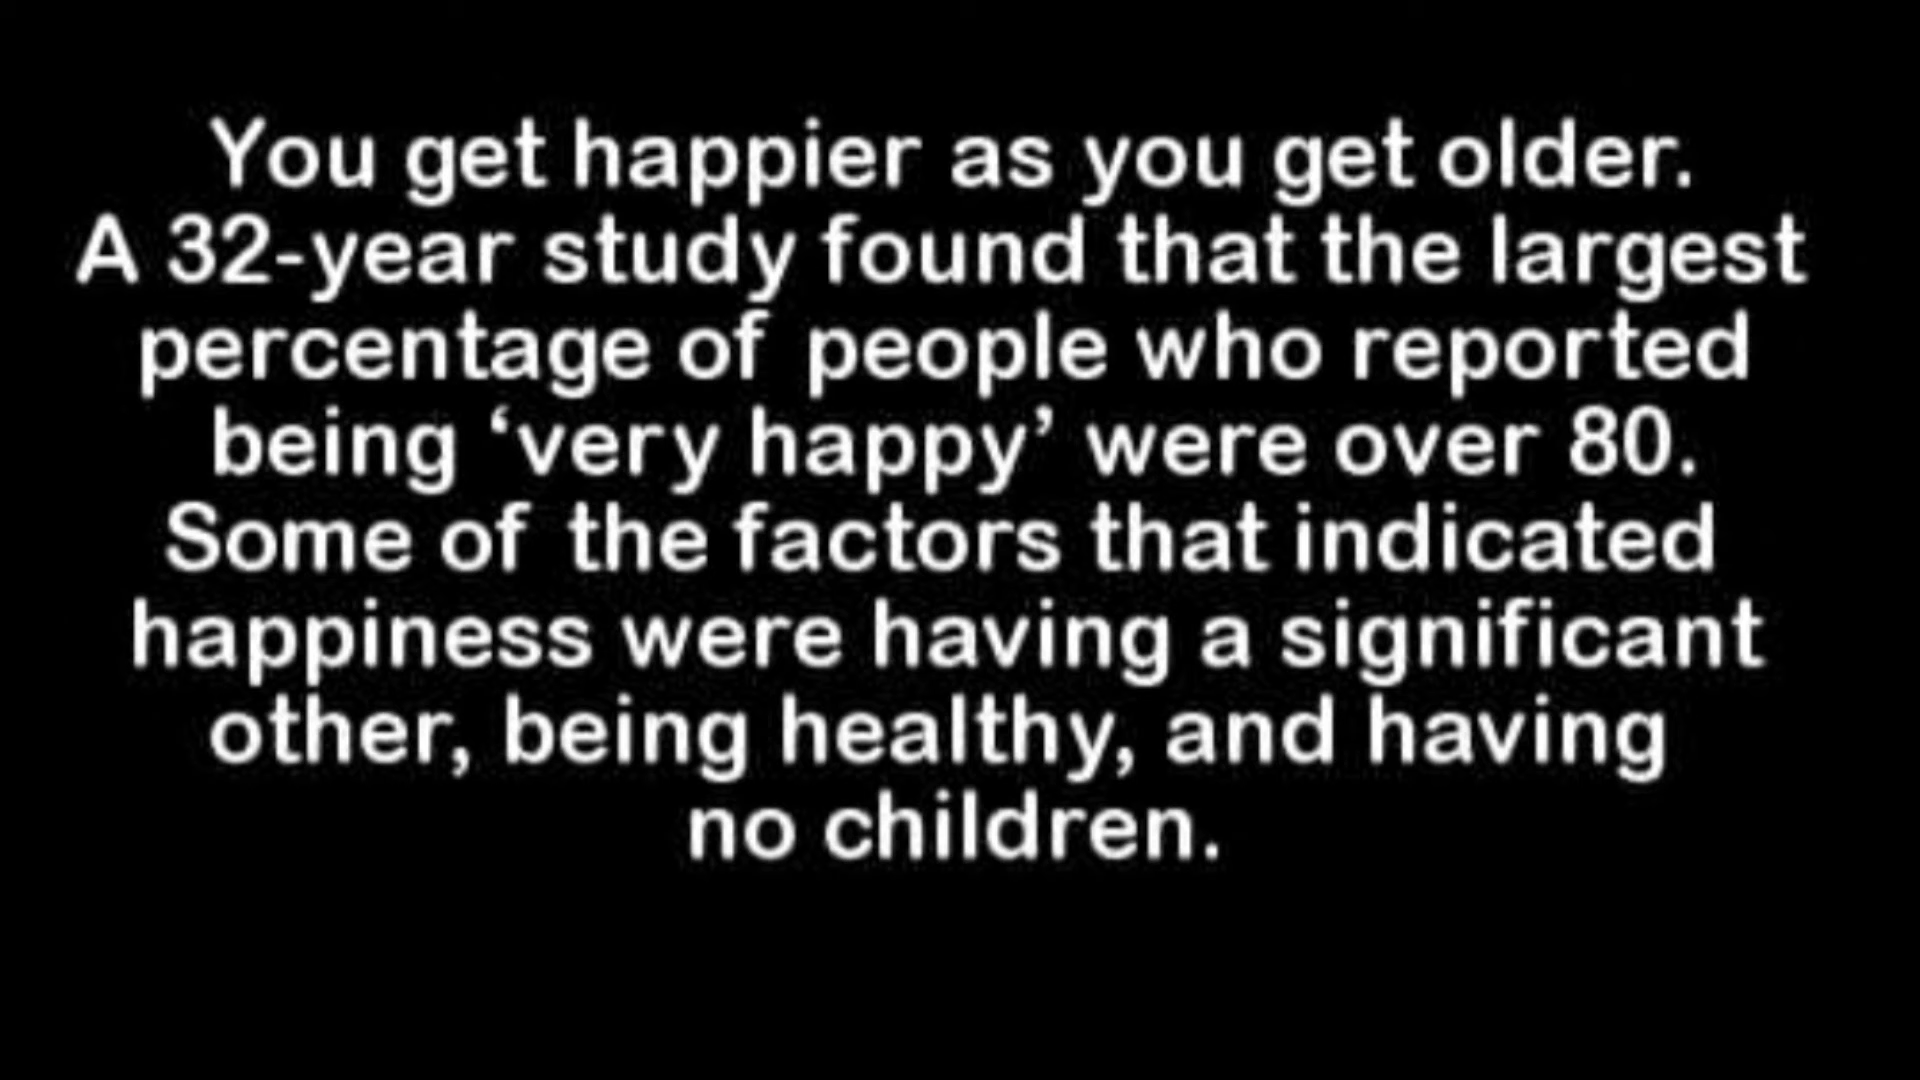 You get happier as you get older.
A 32-year study found that the largest
percentage of people who reported
being ‘very happy’ were over 80.
Some of the factors that indicated
happiness were having a significant
other, being healthy, and having
no children.